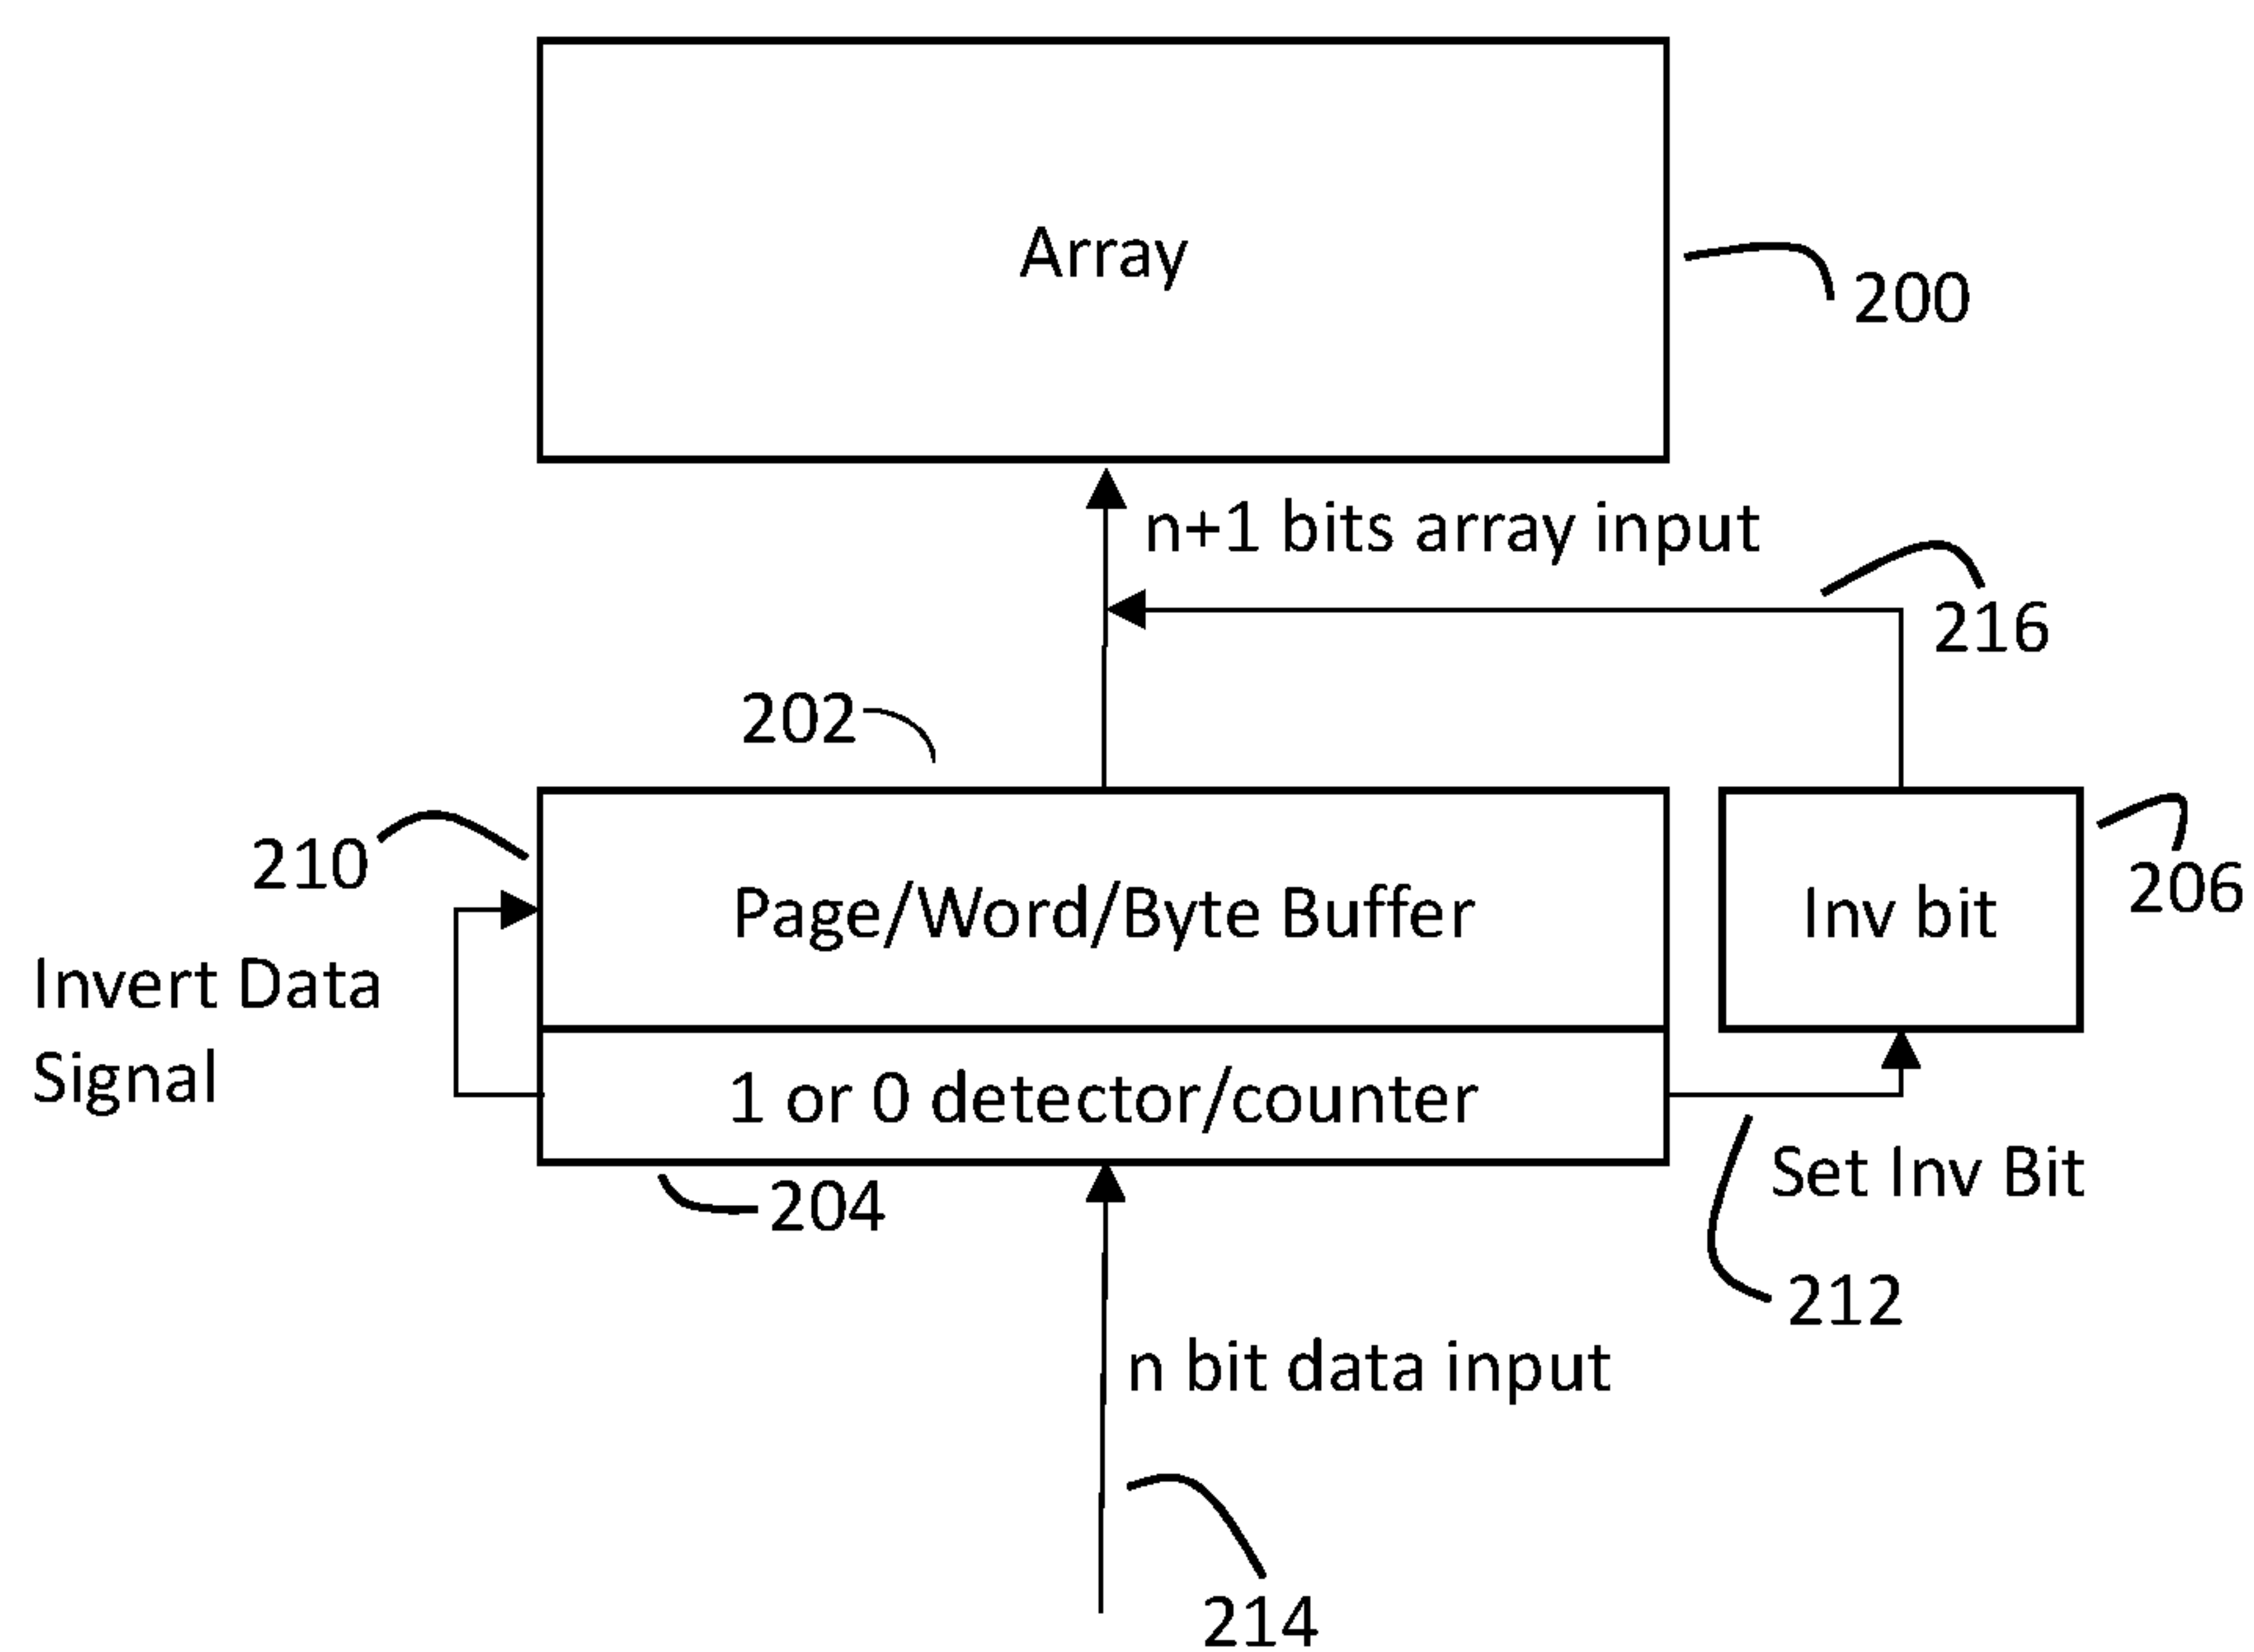 Array
200
n+1 bits array input
216
202
210
206
Page/Word/Byte Buffer
Inv bit
Invert Data
Signal
1 or 0 detector/counter
Set Inv Bit
204
212
n bit data input
214